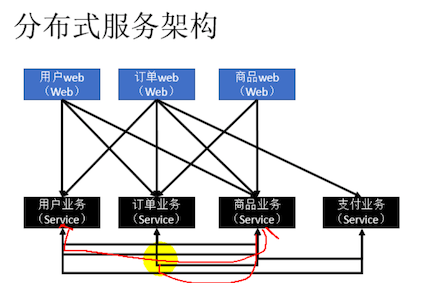 分布式服务架构
用户web
（Web）
订单web
（Web）
商品web
（Web）
用户业务
（Service）
订单业务
（Service）
商品业务
（Service）
支付业务
（Service）